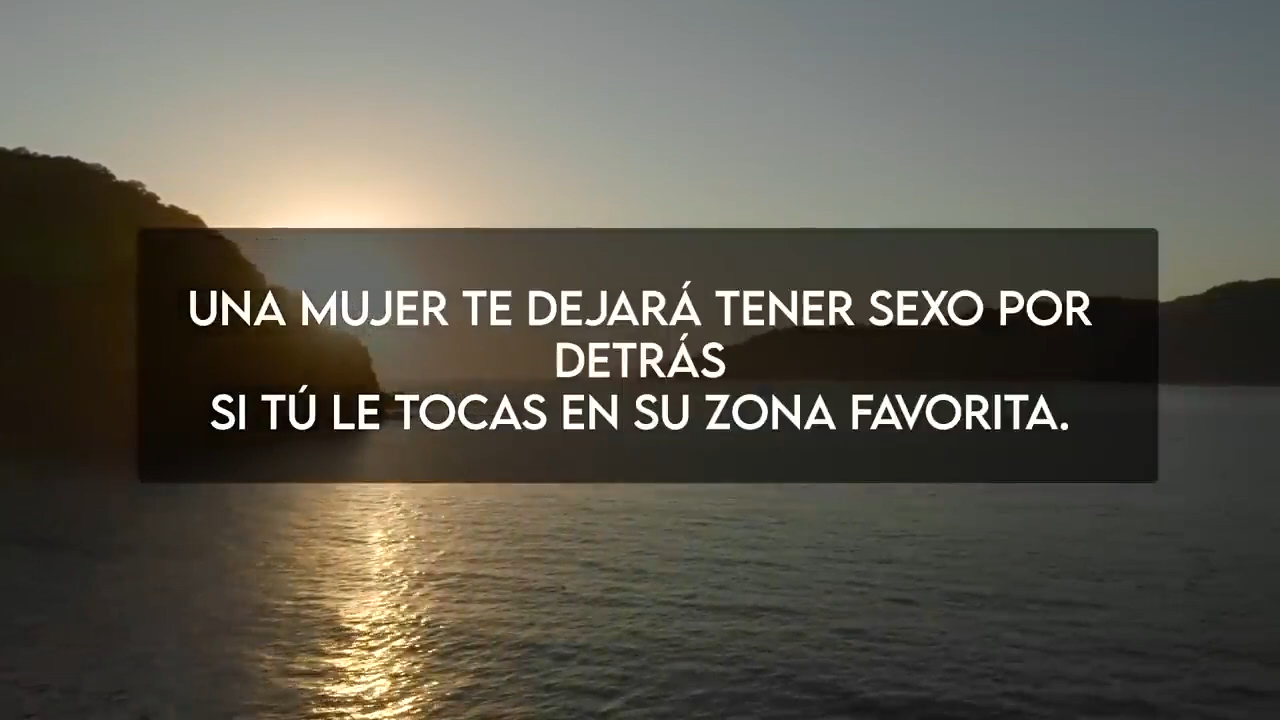 UNA MUJER TE DEJARÁ TENER SEXO POR
DETRÁS
SI TÚ LE TOCAS EN SU ZONA FAVORITA.